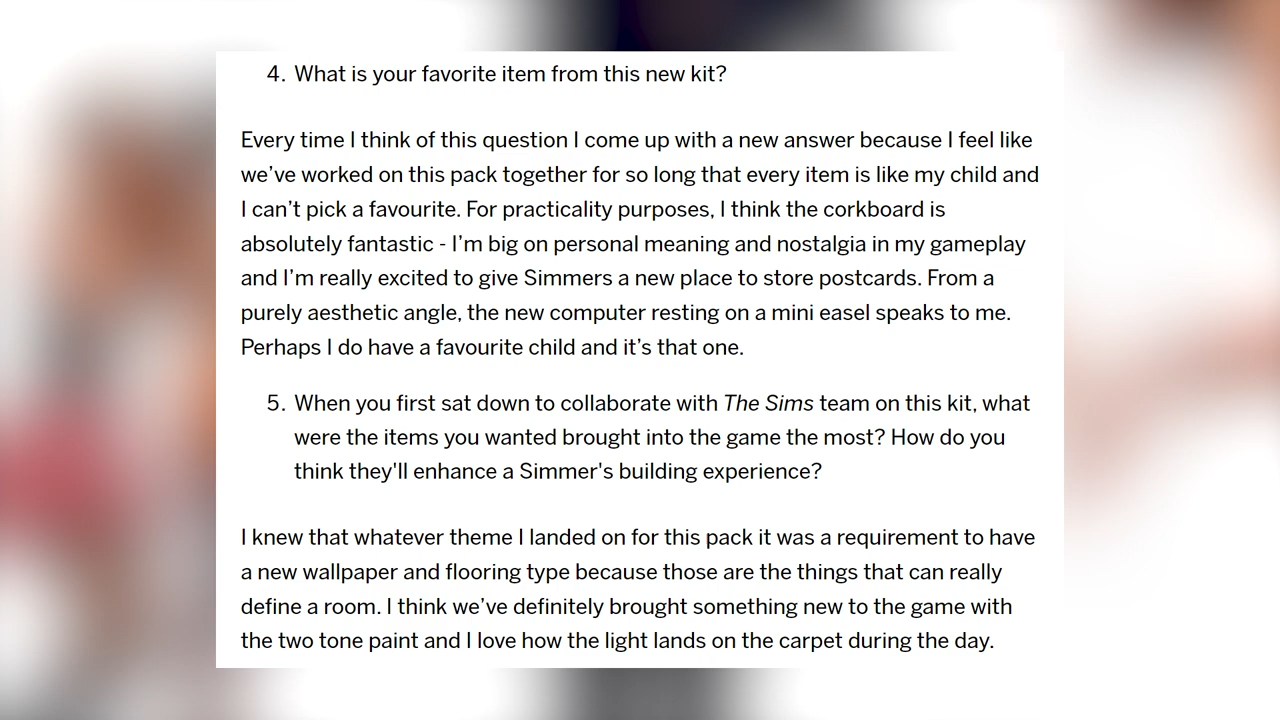 4. What is your favorite item from this new kit?
Every time I think of this question I come up with a new answer because I feel like
we’ve worked on this pack together for so long that every item is like my child and
I can’t pick a favourite. For practicality purposes, I think the corkboard is
absolutely fantastic - I’m big on personal meaning and nostalgia in my gameplay
and I’m really excited to give Simmers a new place to store postcards. From a
purely aesthetic angle, the new computer resting on a mini easel speaks to me.
Perhaps I do have a favourite child and it’s that one.
5. When you first sat down to collaborate with The Sims team on this kit, what
were the items you wanted brought into the game the most? How do you
think they'll enhance a Simmer's building experience?
I knew that whatever theme I landed on for this pack it was a requirement to have
a new wallpaper and flooring type because those are the things that can really
define a room. I think we’ve definitely brought something new to the game with
the two tone paint and I love how the light lands on the carpet during the day.